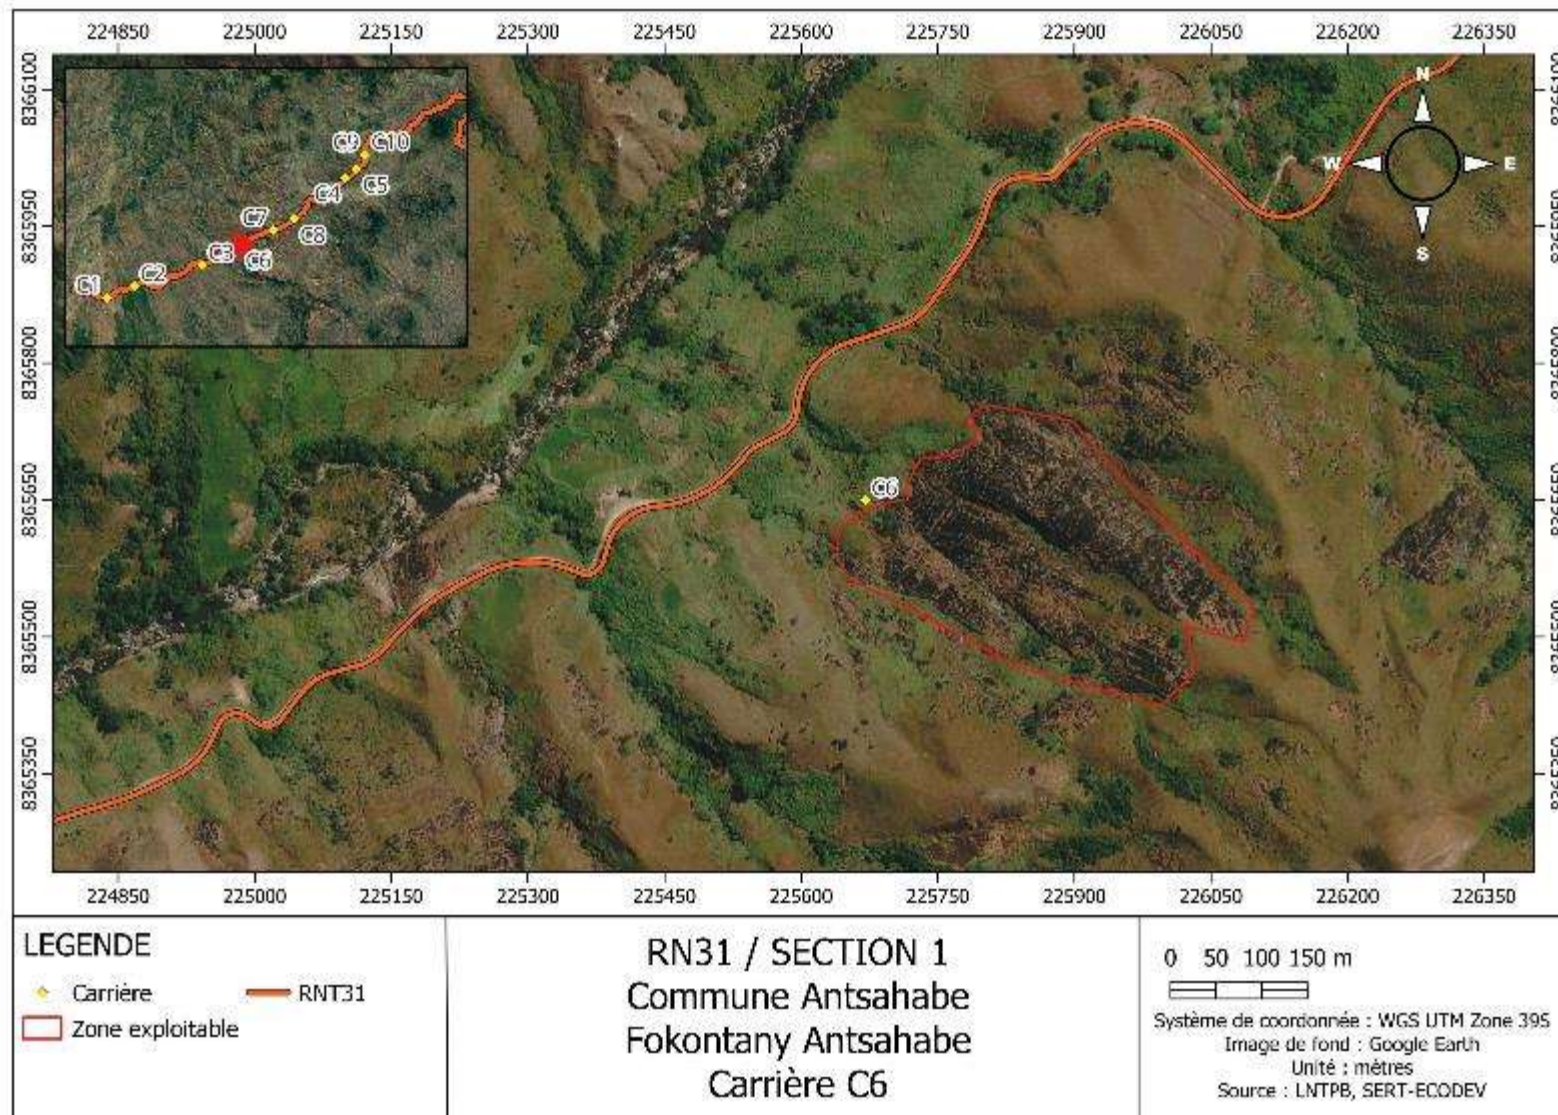 224850 225000 225150 225300 225450 225600 225750 225900 226050 226200 226350
8366100
8365950
8365800
8365650
8365500
8365350
C9 C10
C4 C5
C7 C8
C3 C6
C1 C2
N
W E
S
C6
224850 225000 225150 225300 225450 225600 225750 225900 226050 226200 226350
LEGENDE
Carrière
RNT31
Zone exploitable
RN31 / SECTION 1
Commune Antsahabe
Fokontany Antsahabe
Carrière C6
0 50 100 150 m
Système de coordonnée : WGS UTM Zone 39S
Image de fond : Google Earth
Unité : mètres
Source : LNTPB, SERT-ECODEV